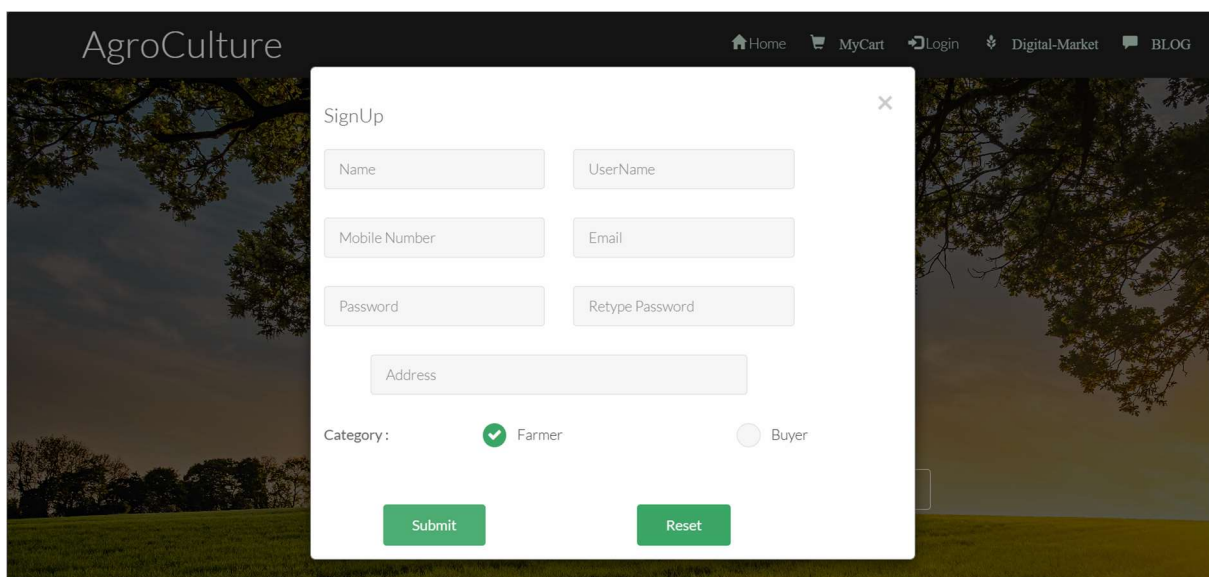 AgroCulture
Home MyCart Login Digital-Market BLOG
SignUp ×
Name UserName
Mobile Number Email
Password Retype Password
Address
Category : Farmer Buyer
Submit Reset